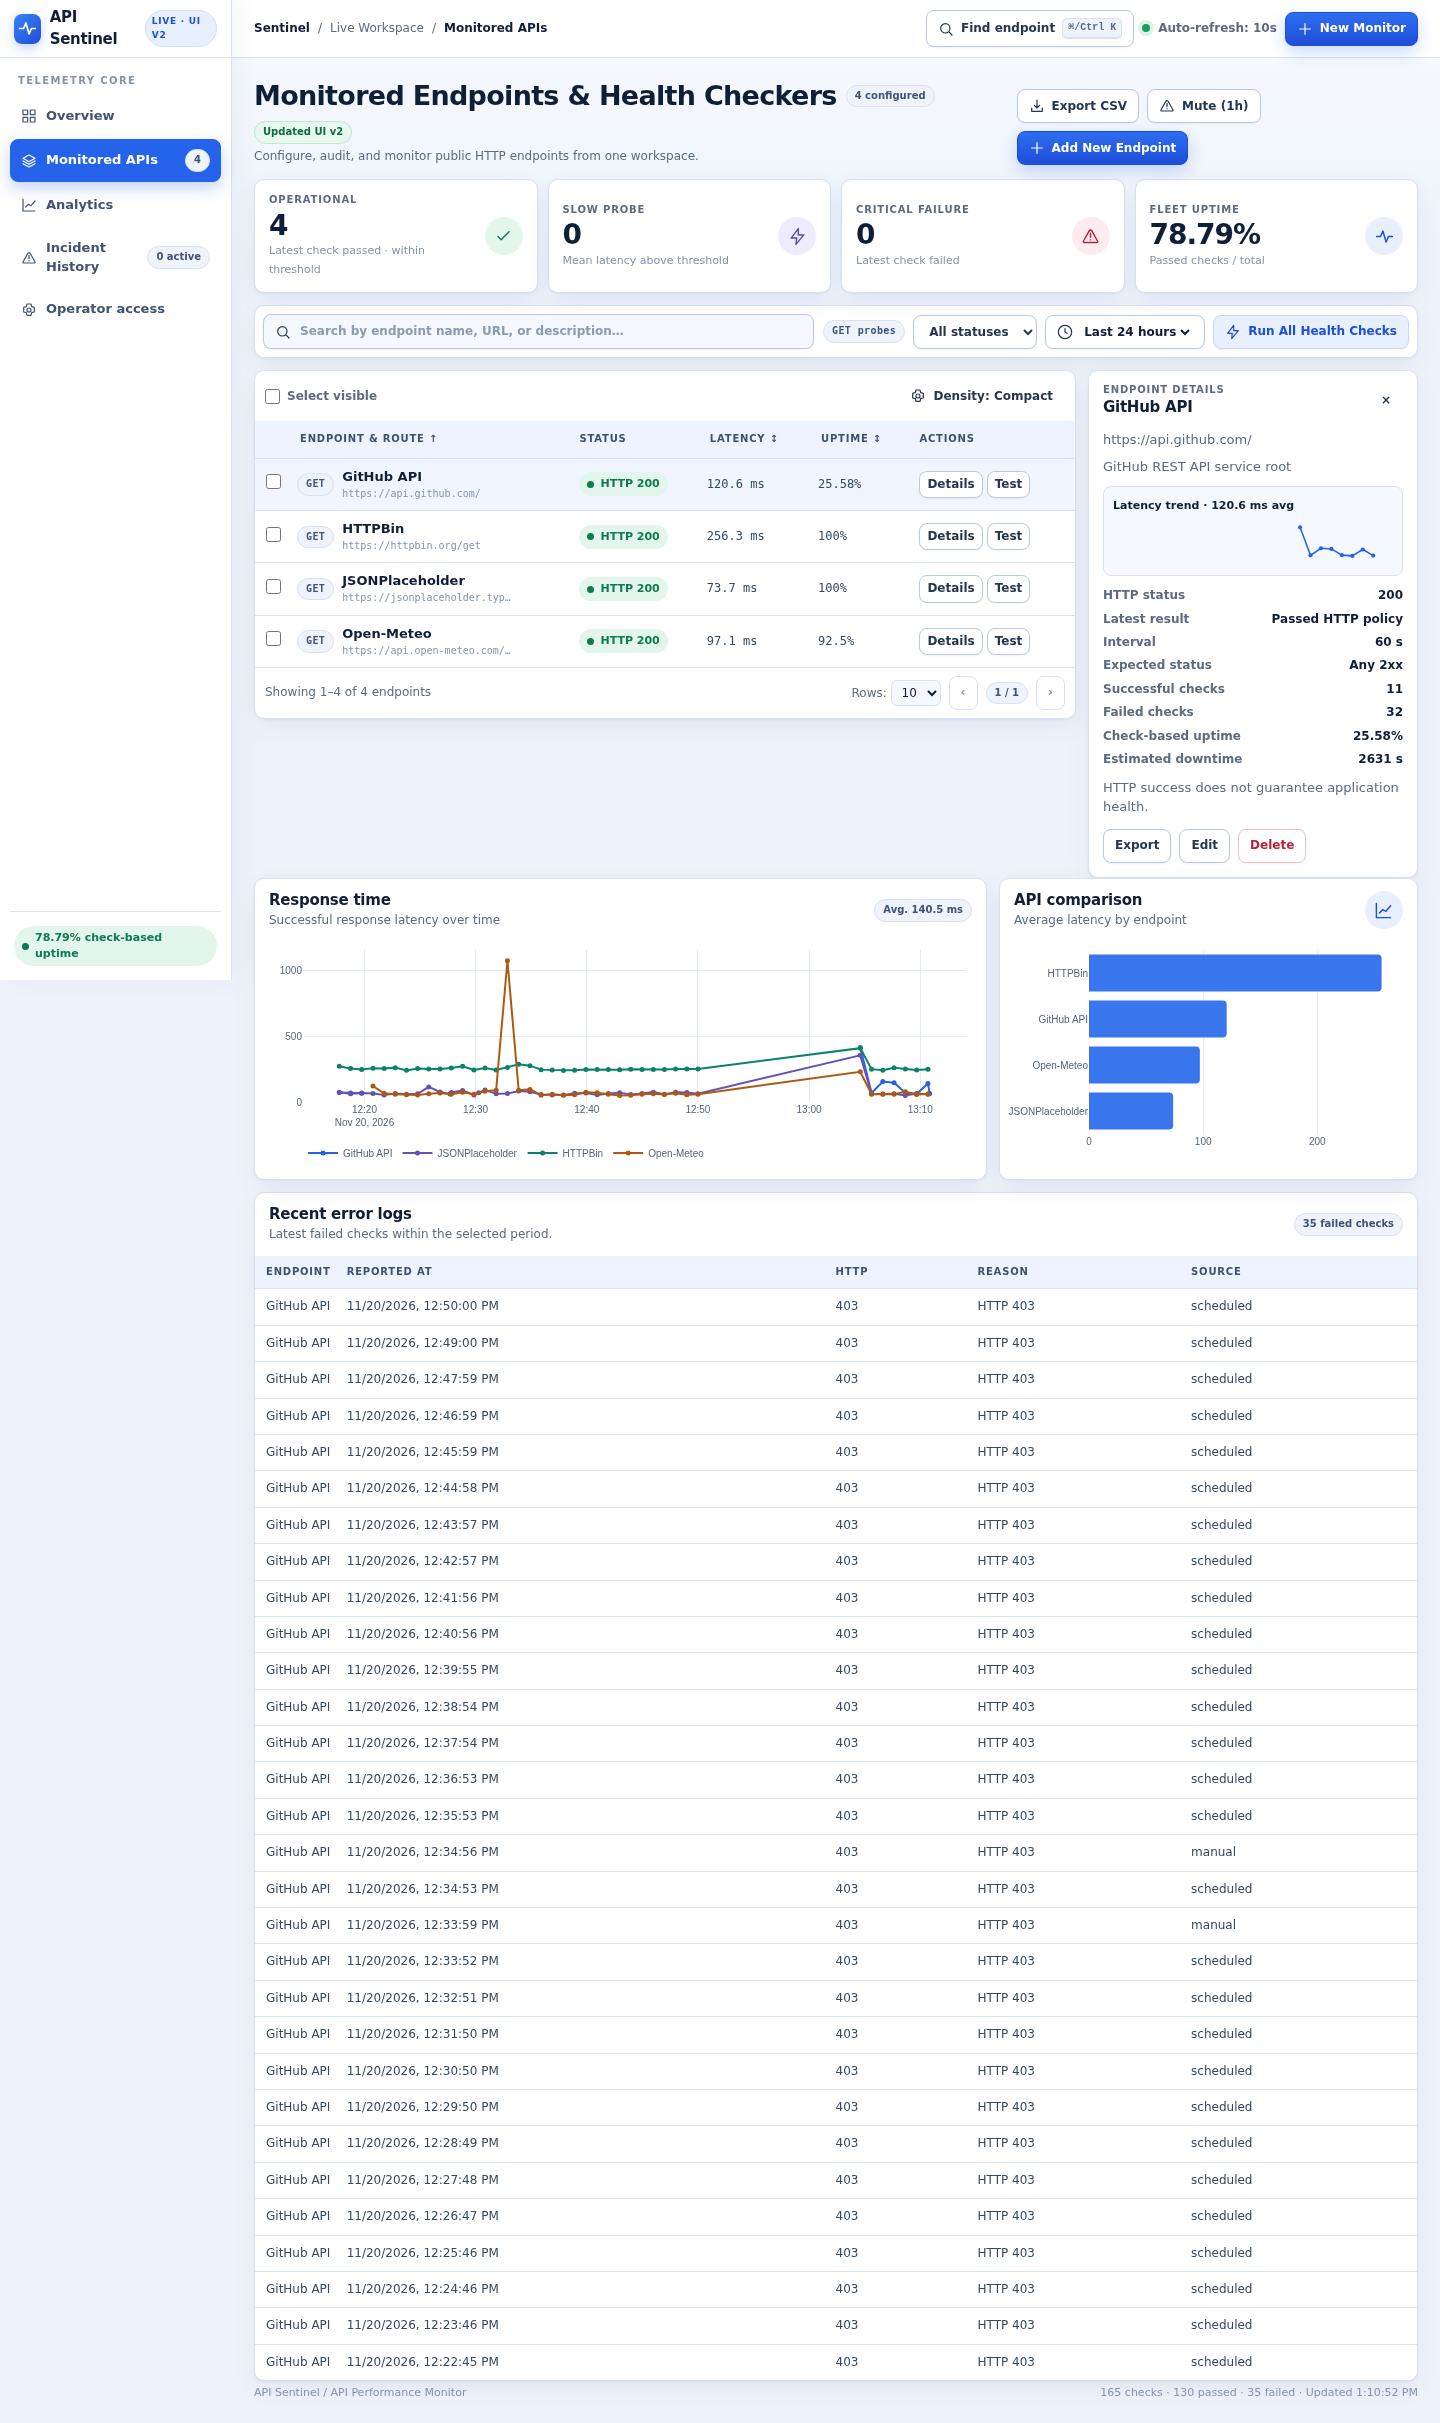 API
Sentinel
LIVE · UI
V2
Sentinel / Live Workspace / Monitored APIs
Find endpoint ⌘/Ctrl K
Auto-refresh: 10s
New Monitor
TELEMETRY CORE
Overview
Monitored APIs 4
Analytics
Incident
History
0 active
Operator access
78.79% check-based
uptime
Monitored Endpoints & Health Checkers 4 configured
Updated UI v2
Configure, audit, and monitor public HTTP endpoints from one workspace.
Export CSV
Mute (1h)
Add New Endpoint
OPERATIONAL
4
Latest check passed · within
threshold
SLOW PROBE
0
Mean latency above threshold
CRITICAL FAILURE
0
Latest check failed
FLEET UPTIME
78.79%
Passed checks / total
Search by endpoint name, URL, or description...
GET probes
All statuses
Last 24 hours
Run All Health Checks
Select visible
Density: Compact
ENDPOINT & ROUTE ↑ STATUS LATENCY ↕ UPTIME ↕ ACTIONS
GET GitHub API HTTP 200 120.6 ms 25.58% Details Test
https://api.github.com/
GET HTTPBin HTTP 200 256.3 ms 100% Details Test
https://httpbin.org/get
GET JSONPlaceholder HTTP 200 73.7 ms 100% Details Test
https://jsonplaceholder.typ…
GET Open-Meteo HTTP 200 97.1 ms 92.5% Details Test
https://api.open-meteo.com/…
Showing 1–4 of 4 endpoints
Rows: 10 ‹ 1 / 1 ›
ENDPOINT DETAILS
GitHub API
×
https://api.github.com/
GitHub REST API service root
Latency trend · 120.6 ms avg
HTTP status 200
Latest result Passed HTTP policy
Interval 60 s
Expected status Any 2xx
Successful checks 11
Failed checks 32
Check-based uptime 25.58%
Estimated downtime 2631 s
HTTP success does not guarantee application
health.
Export Edit Delete
Response time
Successful response latency over time
Avg. 140.5 ms
1000
500
0
12:20 12:30 12:40 12:50 13:00 13:10
Nov 20, 2026
GitHub API JSONPlaceholder HTTPBin Open-Meteo
API comparison
Average latency by endpoint
HTTPBin
GitHub API
Open-Meteo
JSONPlaceholder
0 100 200
Recent error logs
Latest failed checks within the selected period.
35 failed checks
ENDPOINT REPORTED AT HTTP REASON SOURCE
GitHub API 11/20/2026, 12:50:00 PM 403 HTTP 403 scheduled
GitHub API 11/20/2026, 12:49:00 PM 403 HTTP 403 scheduled
GitHub API 11/20/2026, 12:47:59 PM 403 HTTP 403 scheduled
GitHub API 11/20/2026, 12:46:59 PM 403 HTTP 403 scheduled
GitHub API 11/20/2026, 12:45:59 PM 403 HTTP 403 scheduled
GitHub API 11/20/2026, 12:44:58 PM 403 HTTP 403 scheduled
GitHub API 11/20/2026, 12:43:57 PM 403 HTTP 403 scheduled
GitHub API 11/20/2026, 12:42:57 PM 403 HTTP 403 scheduled
GitHub API 11/20/2026, 12:41:56 PM 403 HTTP 403 scheduled
GitHub API 11/20/2026, 12:40:56 PM 403 HTTP 403 scheduled
GitHub API 11/20/2026, 12:39:55 PM 403 HTTP 403 scheduled
GitHub API 11/20/2026, 12:38:54 PM 403 HTTP 403 scheduled
GitHub API 11/20/2026, 12:37:54 PM 403 HTTP 403 scheduled
GitHub API 11/20/2026, 12:36:53 PM 403 HTTP 403 scheduled
GitHub API 11/20/2026, 12:35:53 PM 403 HTTP 403 scheduled
GitHub API 11/20/2026, 12:34:56 PM 403 HTTP 403 manual
GitHub API 11/20/2026, 12:34:53 PM 403 HTTP 403 scheduled
GitHub API 11/20/2026, 12:33:59 PM 403 HTTP 403 manual
GitHub API 11/20/2026, 12:33:52 PM 403 HTTP 403 scheduled
GitHub API 11/20/2026, 12:32:51 PM 403 HTTP 403 scheduled
GitHub API 11/20/2026, 12:31:50 PM 403 HTTP 403 scheduled
GitHub API 11/20/2026, 12:30:50 PM 403 HTTP 403 scheduled
GitHub API 11/20/2026, 12:29:50 PM 403 HTTP 403 scheduled
GitHub API 11/20/2026, 12:28:49 PM 403 HTTP 403 scheduled
GitHub API 11/20/2026, 12:27:48 PM 403 HTTP 403 scheduled
GitHub API 11/20/2026, 12:26:47 PM 403 HTTP 403 scheduled
GitHub API 11/20/2026, 12:25:46 PM 403 HTTP 403 scheduled
GitHub API 11/20/2026, 12:24:46 PM 403 HTTP 403 scheduled
GitHub API 11/20/2026, 12:23:46 PM 403 HTTP 403 scheduled
GitHub API 11/20/2026, 12:22:45 PM 403 HTTP 403 scheduled
API Sentinel / API Performance Monitor
165 checks · 130 passed · 35 failed · Updated 1:10:52 PM